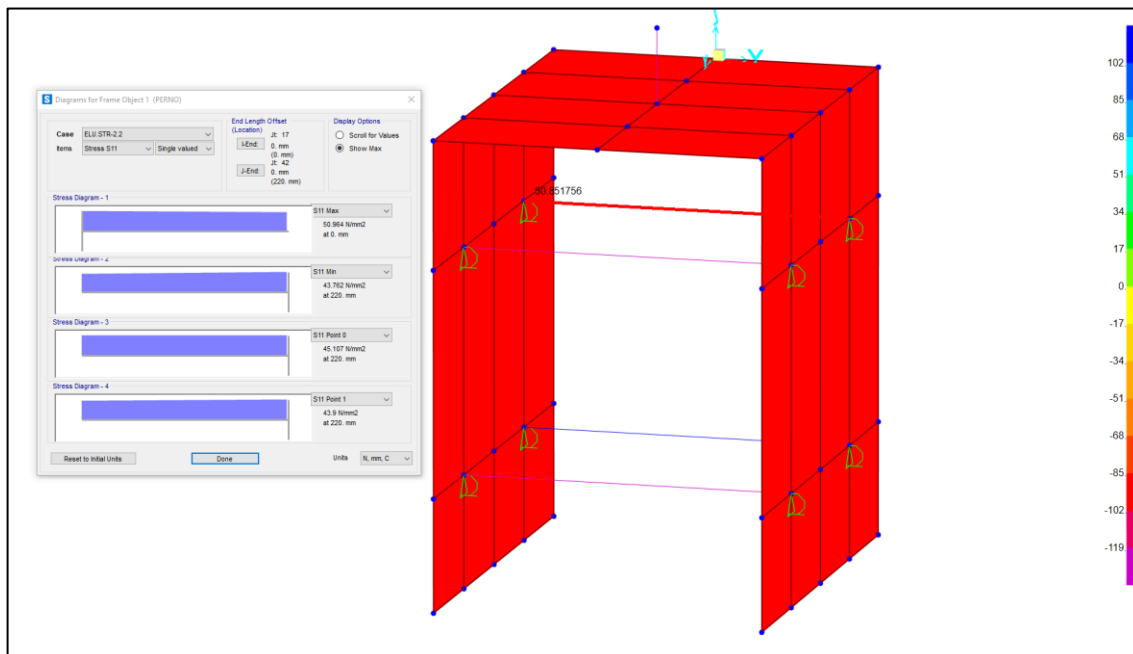 Diagrams for Frame Object 1 (PERNO)
Case ELU.STR-2.2
Items Stress S11 Single valued
End Length Offset
(Location)
I-End: Jt: 17
0. mm
(0. mm)
J-End: Jt: 42
0. mm
(220. mm)
Display Options
Scroll for Values
Show Max
Stress Diagram - 1
S11 Max
50.964 N/mm2
at 0. mm
Stress Diagram - 2
S11 Min
43.762 N/mm2
at 220. mm
Stress Diagram - 3
S11 Point 0
45.107 N/mm2
at 220. mm
Stress Diagram - 4
S11 Point 1
43.9 N/mm2
at 220. mm
Reset to Initial Units
Done
Units N, mm, C
50.851756
Y
102.
85.
68.
51.
34.
17.
0.
-17.
-34.
-51.
-68.
-85.
-102.
-119.